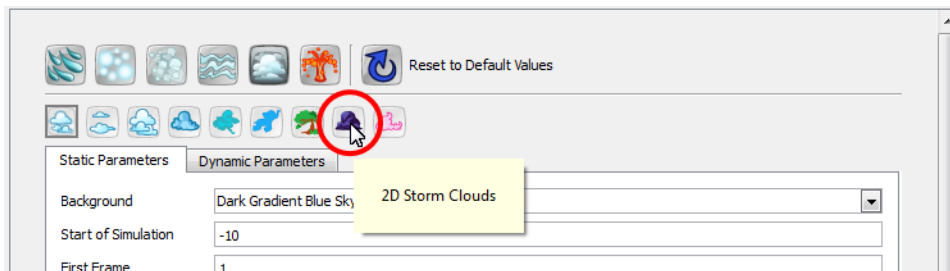 Reset to Default Values
Static Parameters
Dynamic Parameters
2D Storm Clouds
Background
Dark Gradient Blue Sky
Start of Simulation
-10
First Frame
1